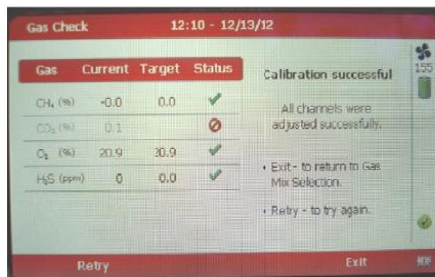 Gas Check 12:10 - 12/13/12
Gas Current Target Status
CH₄ (%) -0.0 0.0
CO₂ (%) 0.1
O₂ (%) 20.9 20.9
H₂S (ppm) 0 0.0
Calibration successful
All channels were
adjusted successfully.
• Exit - to return to Gas
Mix Selection.
• Retry - to try again.
155
Retry Exit